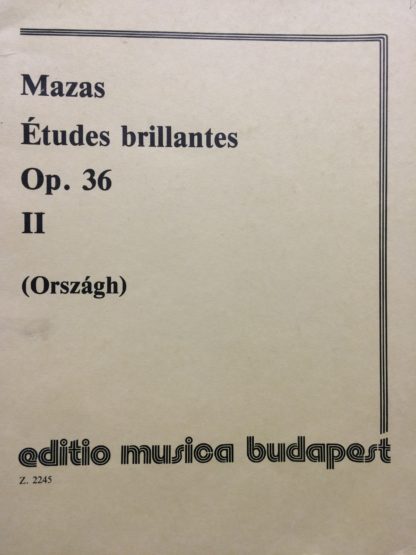 Mazas
Études brillantes
Op. 36
II
(Országh)
editio musica budapest
Z. 2245